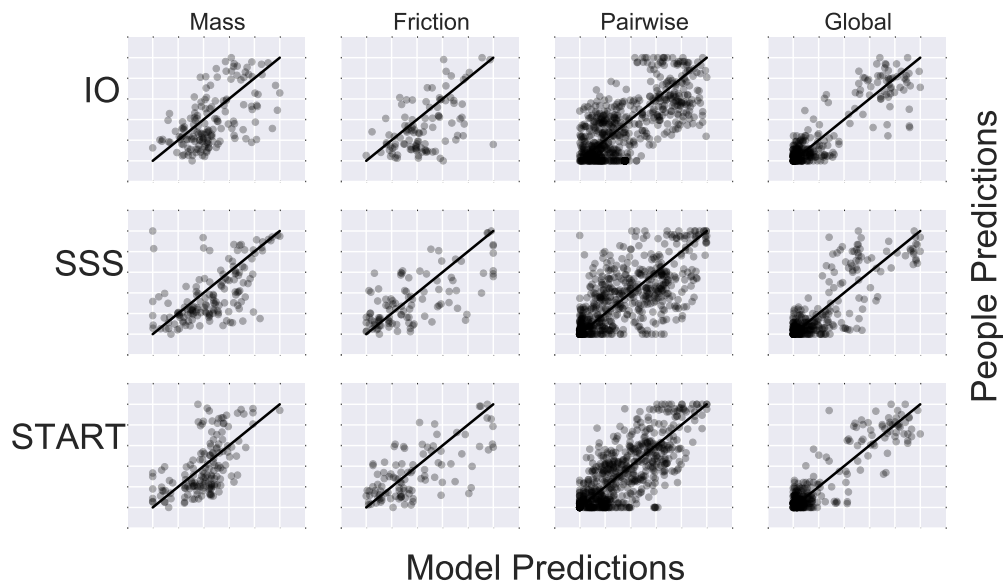 Mass Friction Pairwise Global
IO
SSS
START
People Predictions
Model Predictions